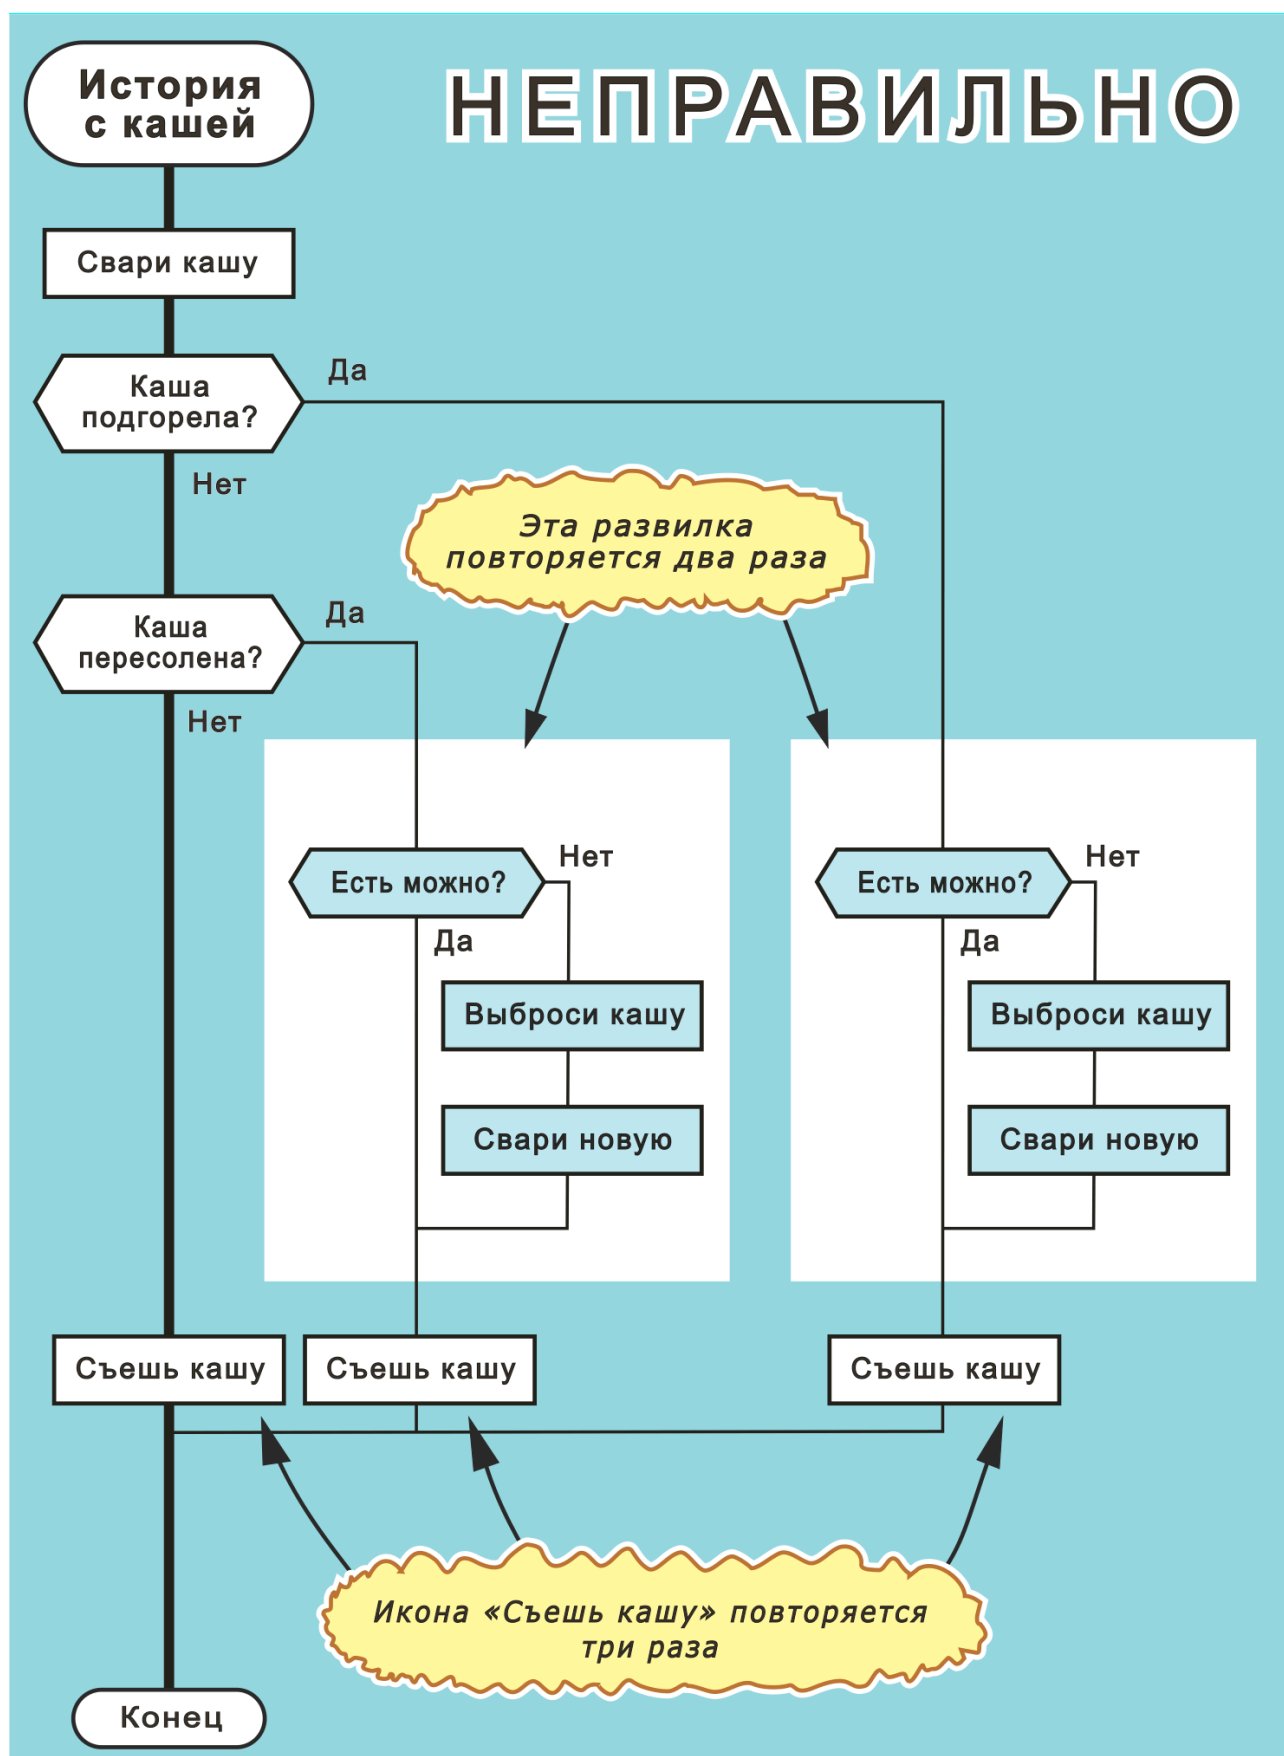 История
с кашей
НЕПРАВИЛЬНО
Свари кашу
Каша
подгорела?
Да
Нет
Эта развилка
повторяется два раза
Каша
пересолена?
Да
Нет
Есть можно?
Нет
Да
Выброси кашу
Свари новую
Есть можно?
Нет
Да
Выброси кашу
Свари новую
Съешь кашу
Съешь кашу
Съешь кашу
Икона «Съешь кашу» повторяется
три раза
Конец